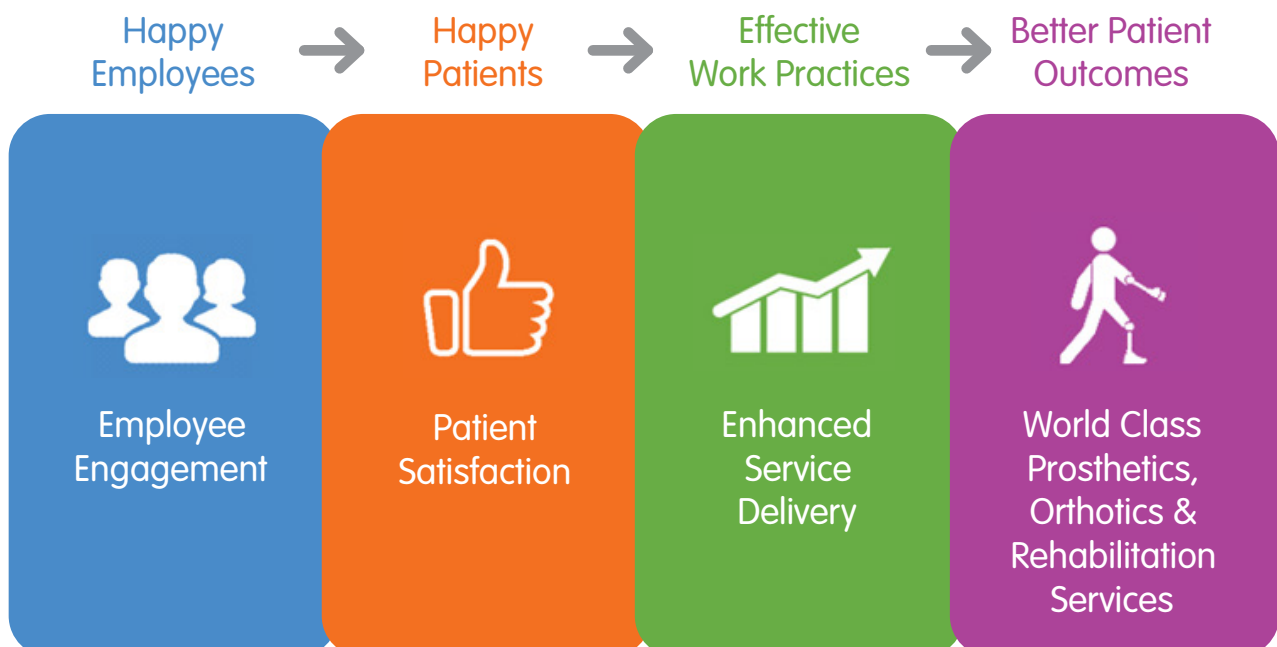 Happy
Employees
Happy
Patients
Effective
Work Practices
Better Patient
Outcomes
Employee
Engagement
Patient
Satisfaction
Enhanced
Service
Delivery
World Class
Prosthetics,
Orthotics &
Rehabilitation
Services